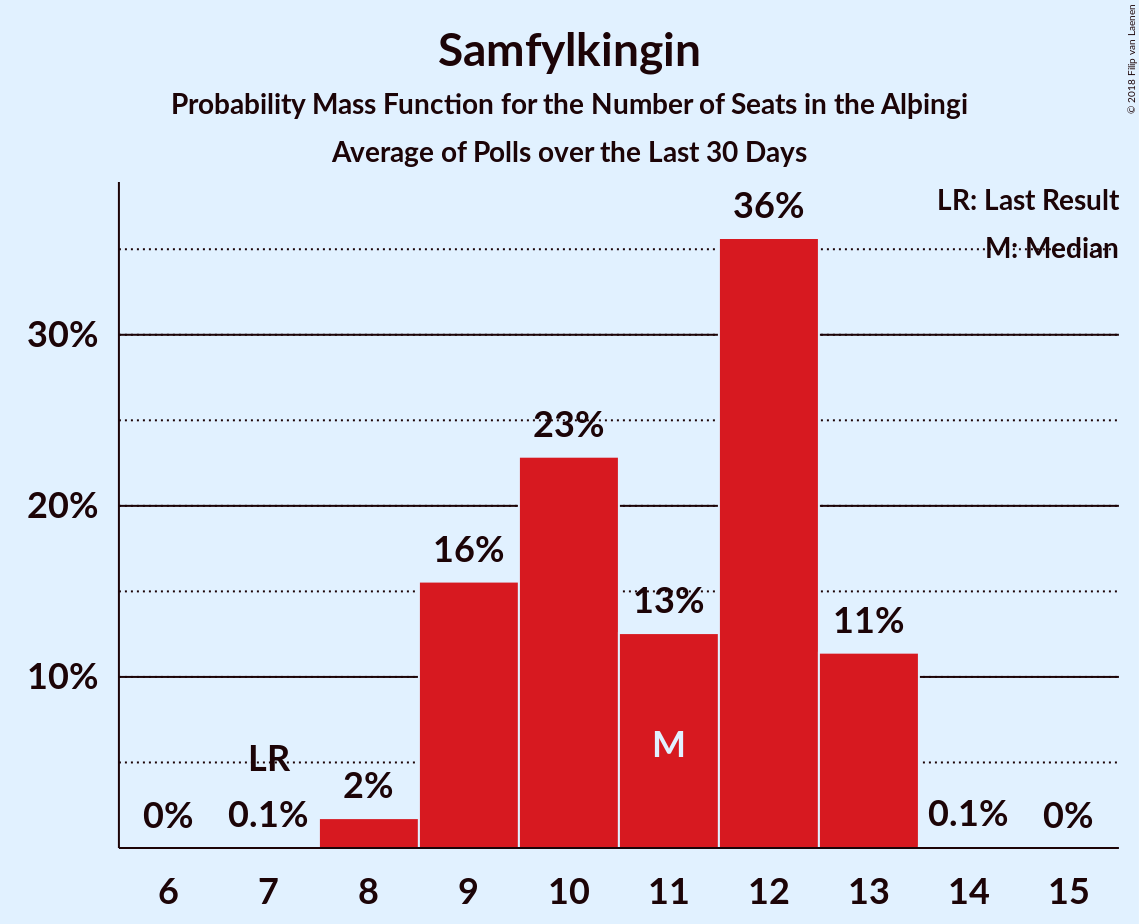 Samfylkingin
Probability Mass Function for the Number of Seats in the Alþingi
Average of Polls over the Last 30 Days
© 2018 Filip van Laenen
LR: Last Result
M: Median
36%
30%
23%
20%
16%
13%
11%
10%
M
LR
2%
0%
0.1%
0.1%
0%
6 7 8 9 10 11 12 13 14 15